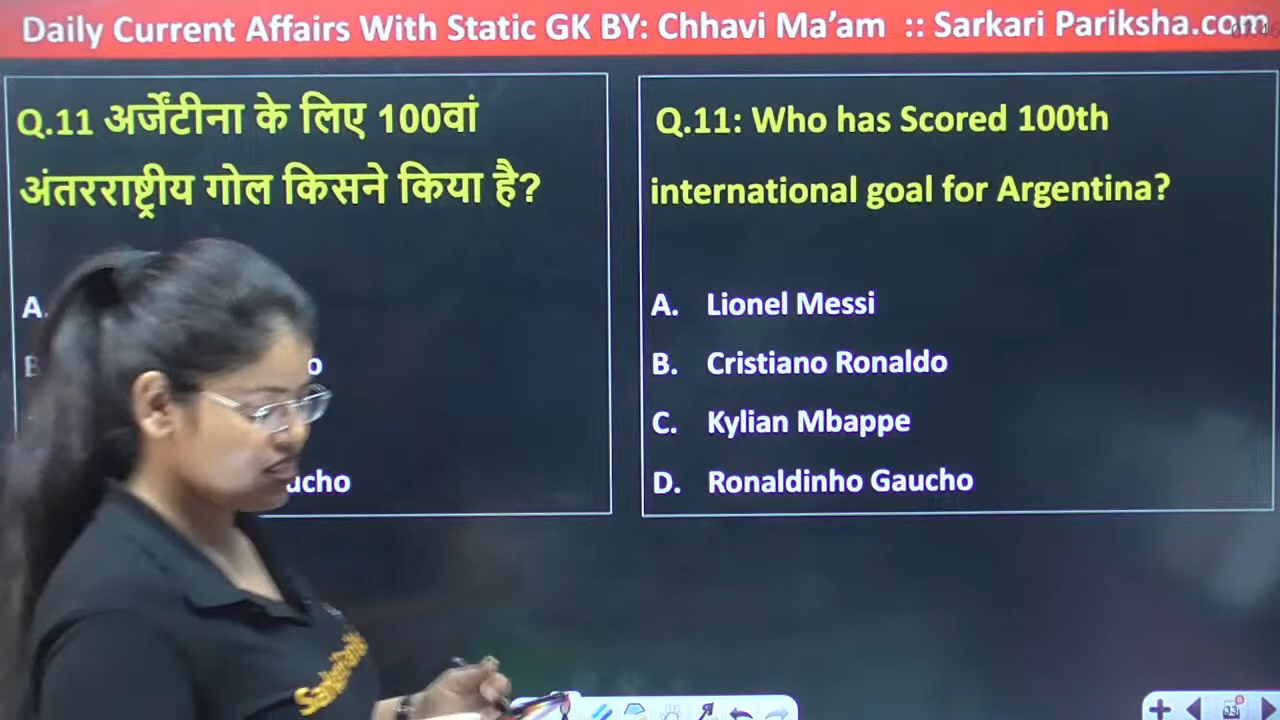 Daily Current Affairs With Static GK BY: Chhavi Ma’am :: Sarkari Pariksha.com
Q.11 अर्जेंटीना के लिए 100वां
अंतरराष्ट्रीय गोल किसने किया है?
A.
B
Q.11: Who has Scored 100th
international goal for Argentina?
A. Lionel Messi
B. Cristiano Ronaldo
C. Kylian Mbappe
D. Ronaldinho Gaucho
33